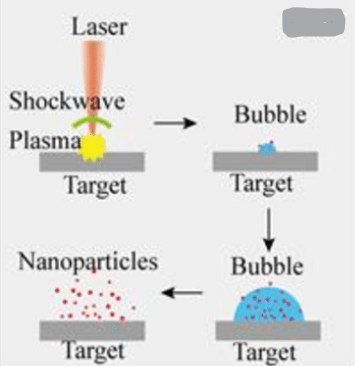 Laser
Shockwave
Plasma
Target
Bubble
Target
Nanoparticles
Target
Bubble
Target